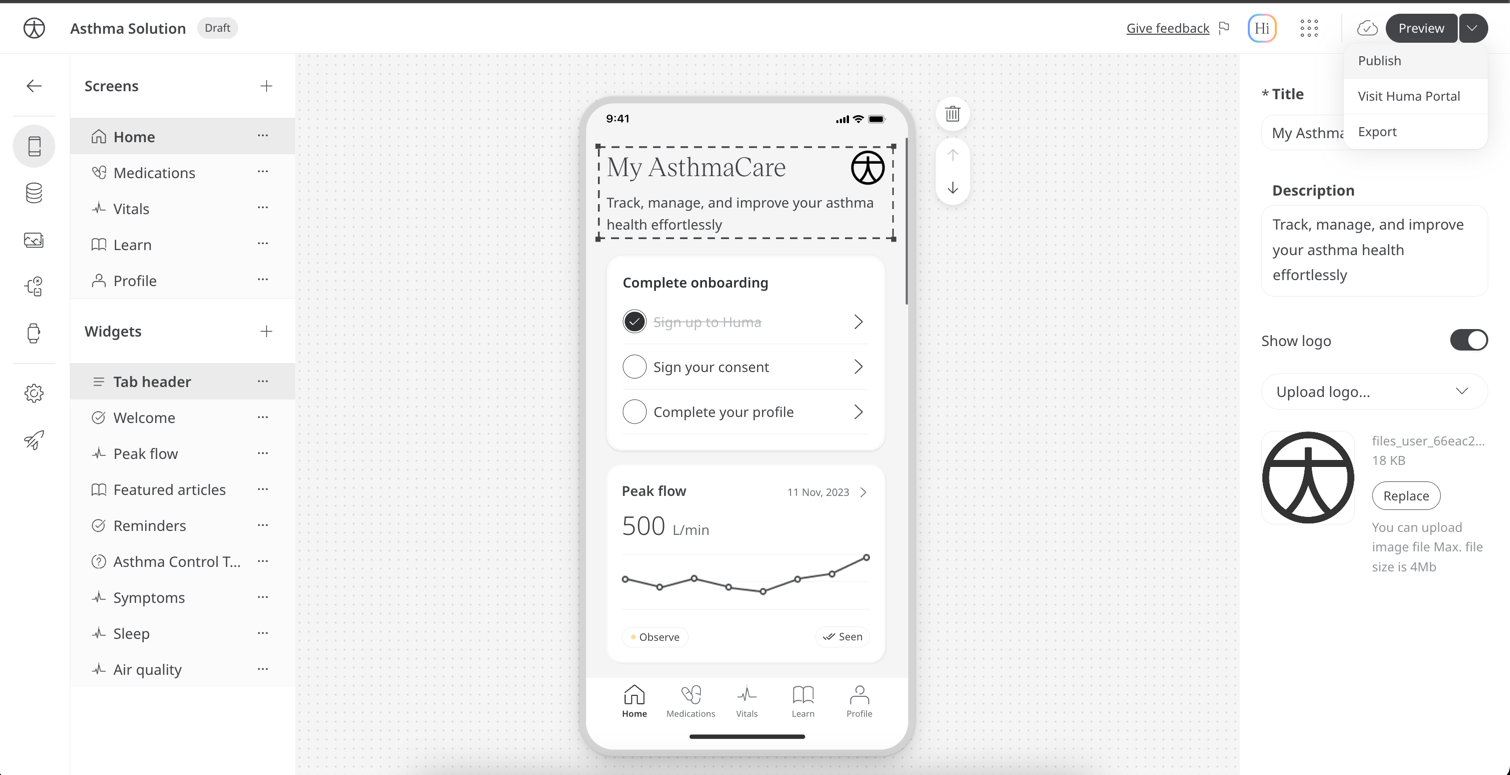 Asthma Solution
Draft
Give feedback
Hi
Preview
Publish
Visit Huma Portal
Export
Screens
Home
Medications
Vitals
Learn
Profile
Widgets
Tab header
Welcome
Peak flow
Featured articles
Reminders
Asthma Control T...
Symptoms
Sleep
Air quality
9:41
My AsthmaCare
Track, manage, and improve your asthma
health effortlessly
Complete onboarding
Sign up to Huma
Sign your consent
Complete your profile
Peak flow
11 Nov, 2023
500 L/min
Observe
Seen
Home
Medications
Vitals
Learn
Profile
* Title
My Asthma
Description
Track, manage, and improve
your asthma health
effortlessly
Show logo
Upload logo...
files_user_66eac2...
18 KB
Replace
You can upload
image file Max. file
size is 4Mb